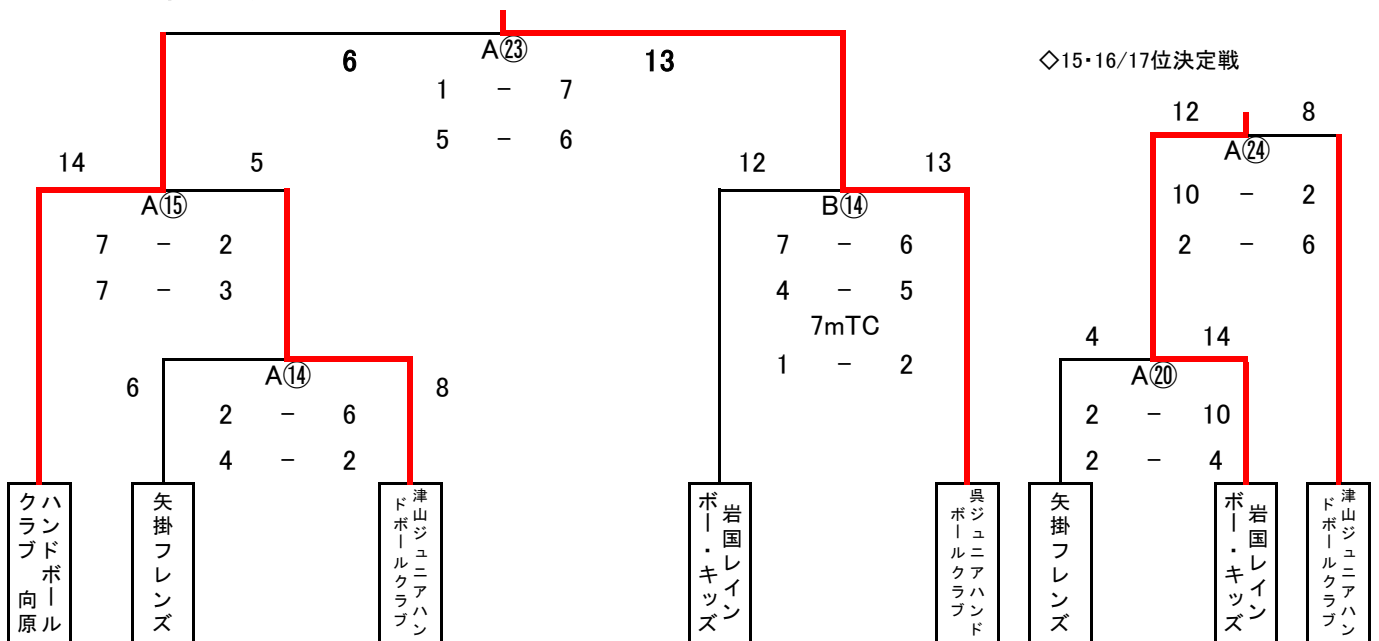 A㉓
6
13
1 － 7
5 － 6
◇15・16/17位決定戦
14
5
A⑮
7 － 2
7 － 3
12
13
B⑭
7 － 6
4 － 5
7mTC
1 － 2
12
8
A㉔
10 － 2
2 － 6
6
8
A⑭
2 － 6
4 － 2
4
14
A⑳
2 － 10
2 － 4
ハンドボール
クラブ 向原
矢掛フレンズ
津山ジュニアハン
ドボールクラブ
岩国レイン
ボー・キッズ
呉ジュニアハンド
ボールクラブ
矢掛フレンズ
岩国レイン
ボー・キッズ
津山ジュニアハン
ドボールクラブ